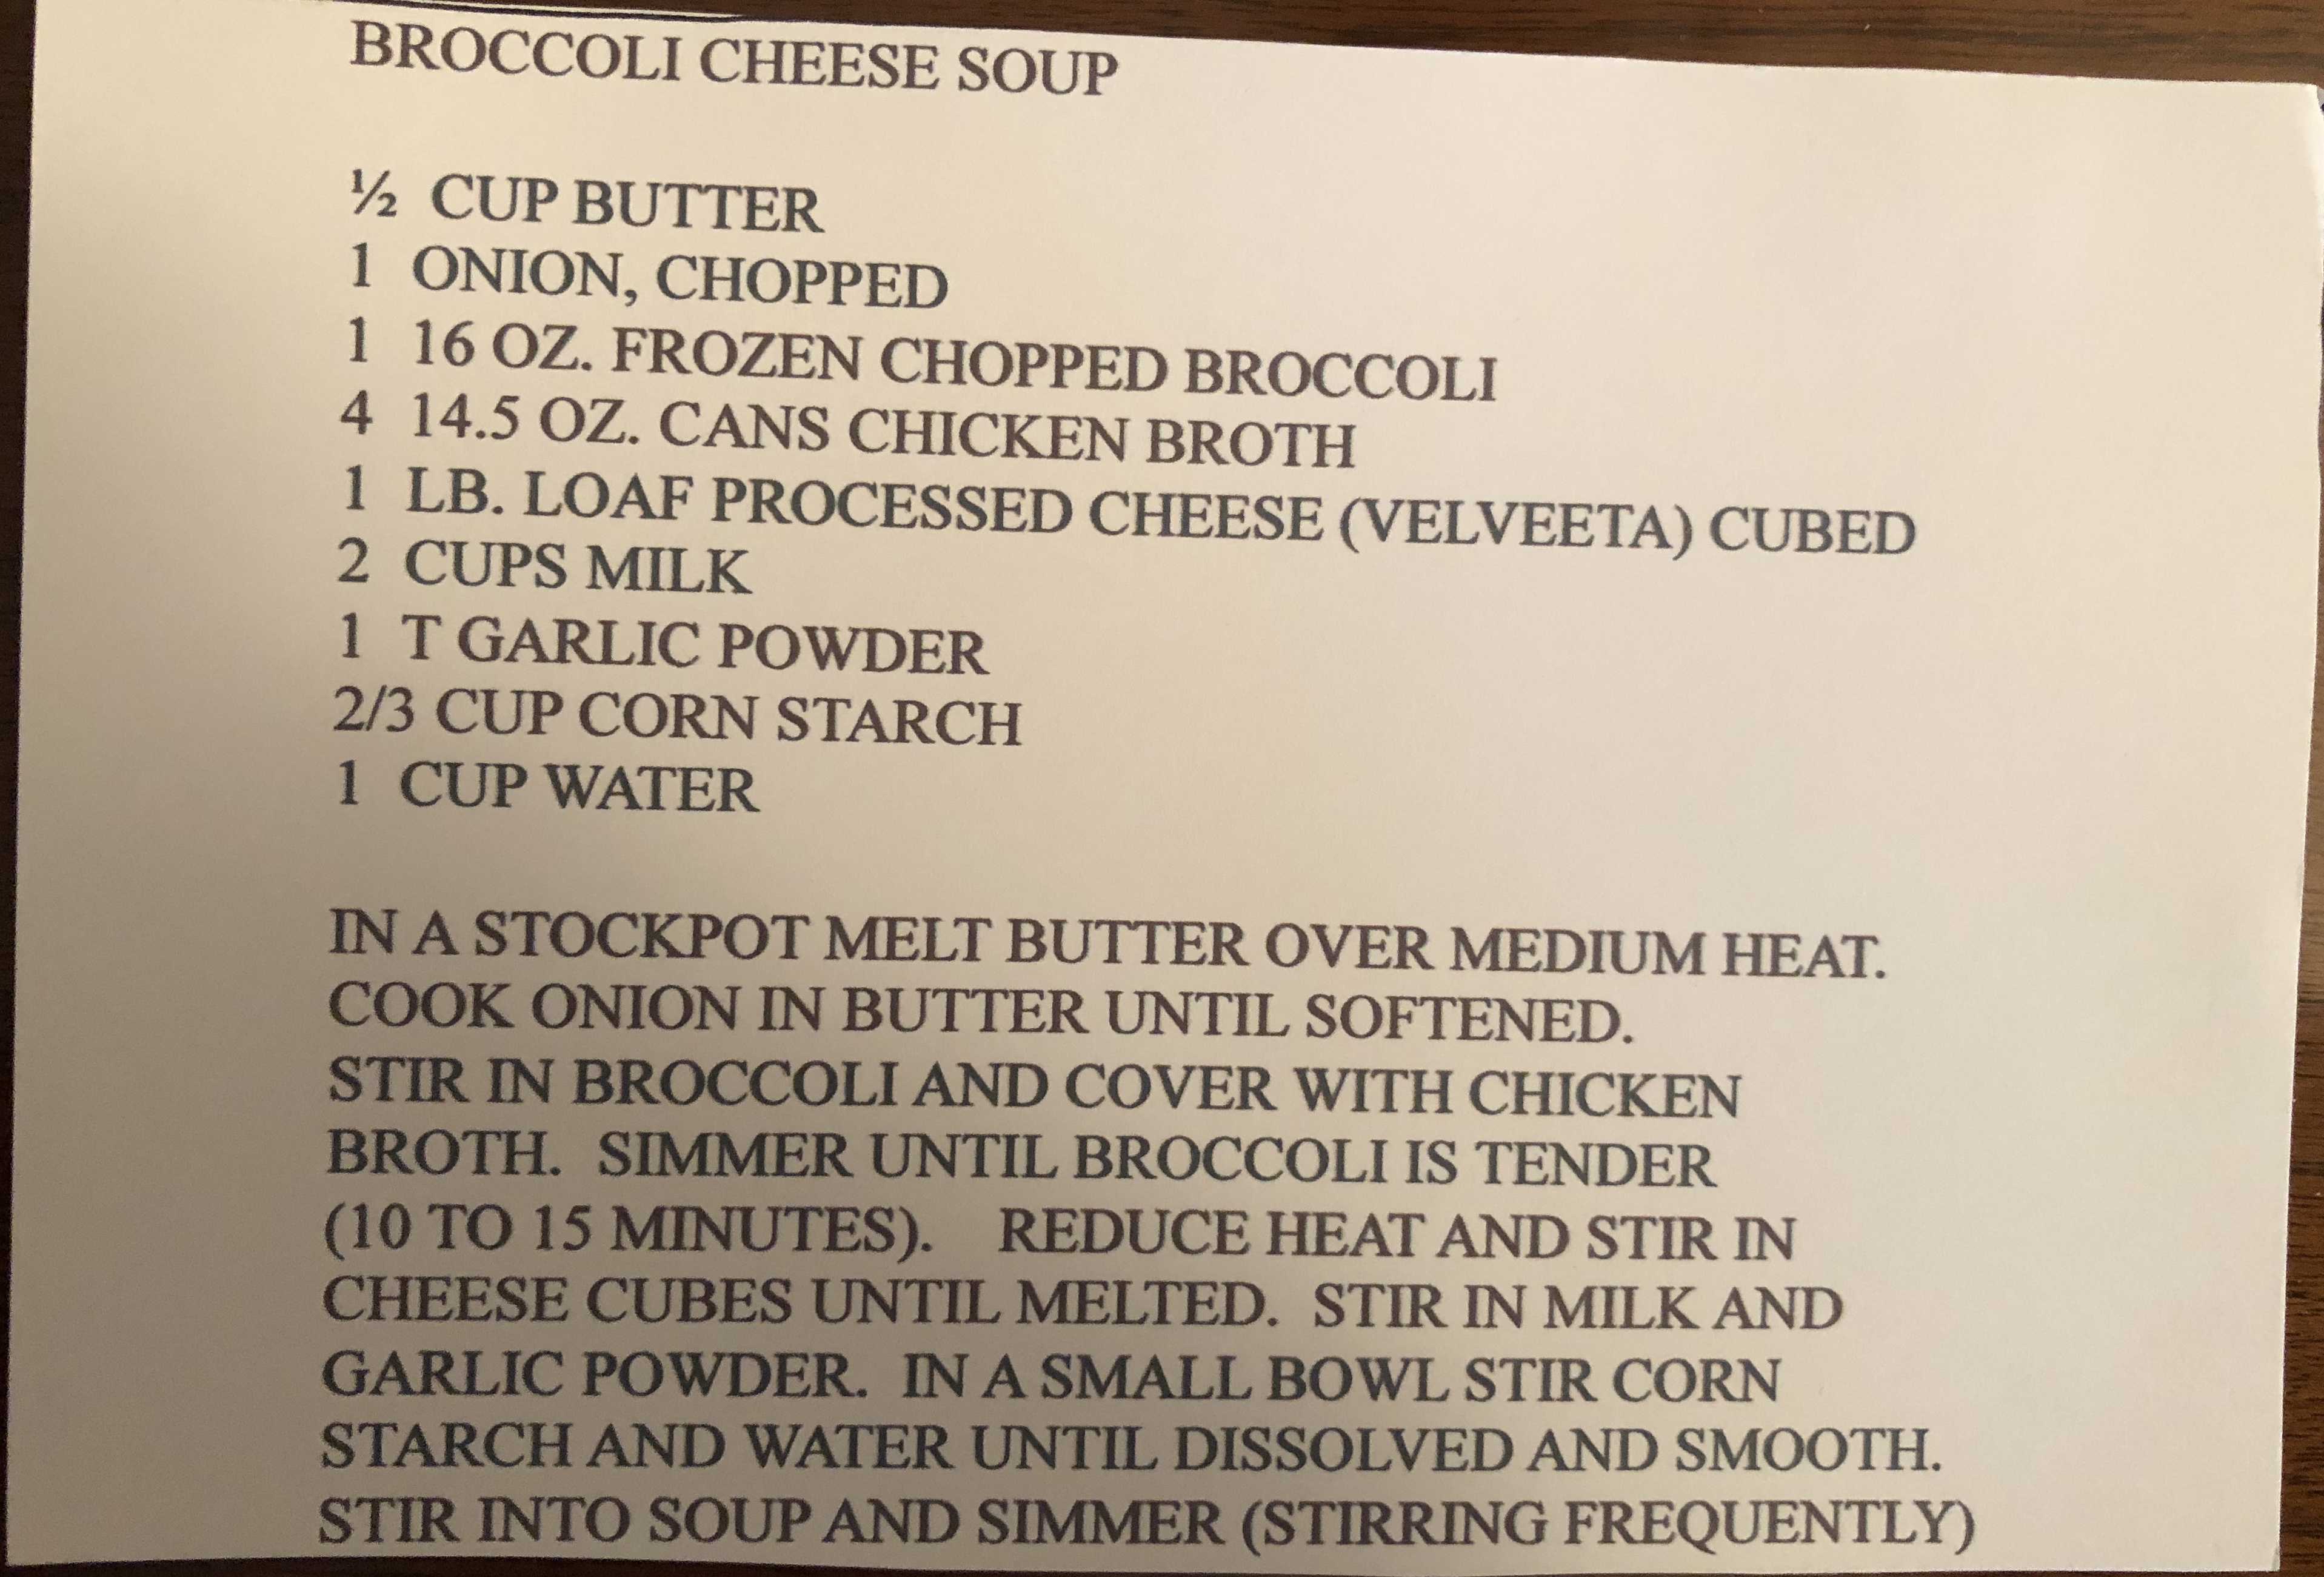 BROCCOLI CHEESE SOUP
½ CUP BUTTER
1 ONION, CHOPPED
1 16 OZ. FROZEN CHOPPED BROCCOLI
4 14.5 OZ. CANS CHICKEN BROTH
1 LB. LOAF PROCESSED CHEESE (VELVEETA) CUBED
2 CUPS MILK
1 T GARLIC POWDER
2/3 CUP CORN STARCH
1 CUP WATER
IN A STOCKPOT MELT BUTTER OVER MEDIUM HEAT.
COOK ONION IN BUTTER UNTIL SOFTENED.
STIR IN BROCCOLI AND COVER WITH CHICKEN
BROTH. SIMMER UNTIL BROCCOLI IS TENDER
(10 TO 15 MINUTES). REDUCE HEAT AND STIR IN
CHEESE CUBES UNTIL MELTED. STIR IN MILK AND
GARLIC POWDER. IN A SMALL BOWL STIR CORN
STARCH AND WATER UNTIL DISSOLVED AND SMOOTH.
STIR INTO SOUP AND SIMMER (STIRRING FREQUENTLY)